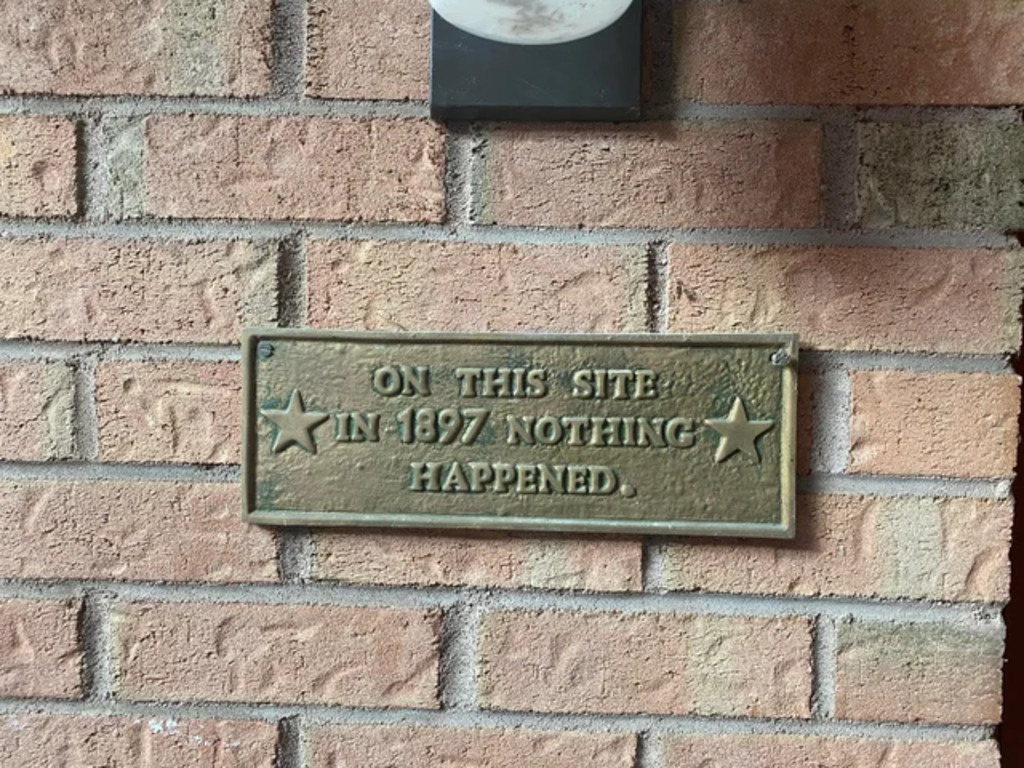 ON THIS SITE
IN 1897 NOTHING
HAPPENED.